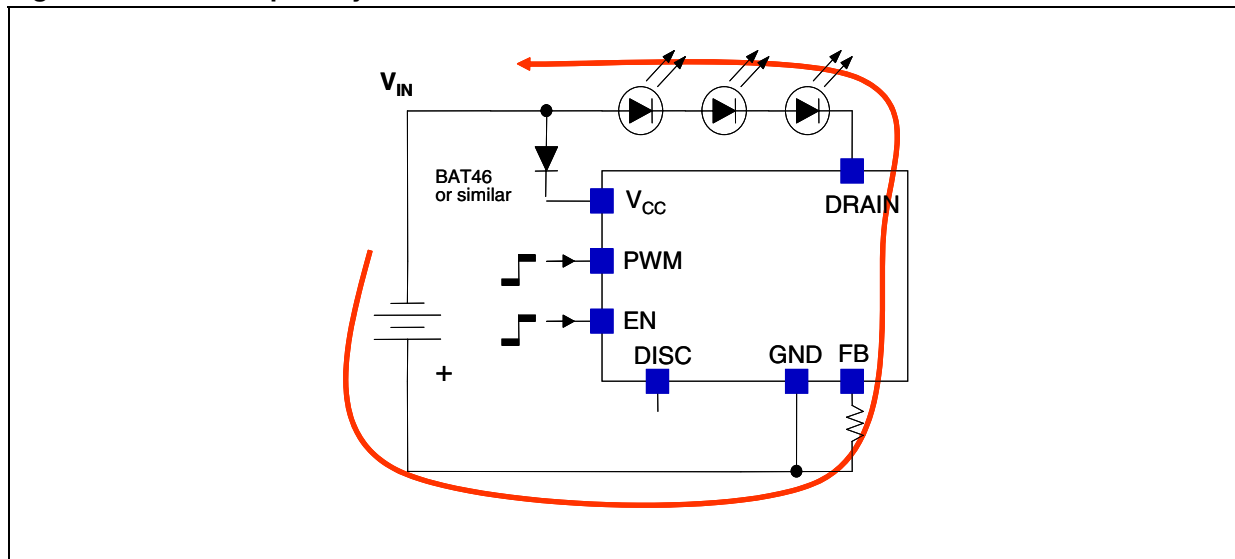 V_IN
BAT46
or similar
V_CC
DRAIN
PWM
EN
DISC
GND
FB
+